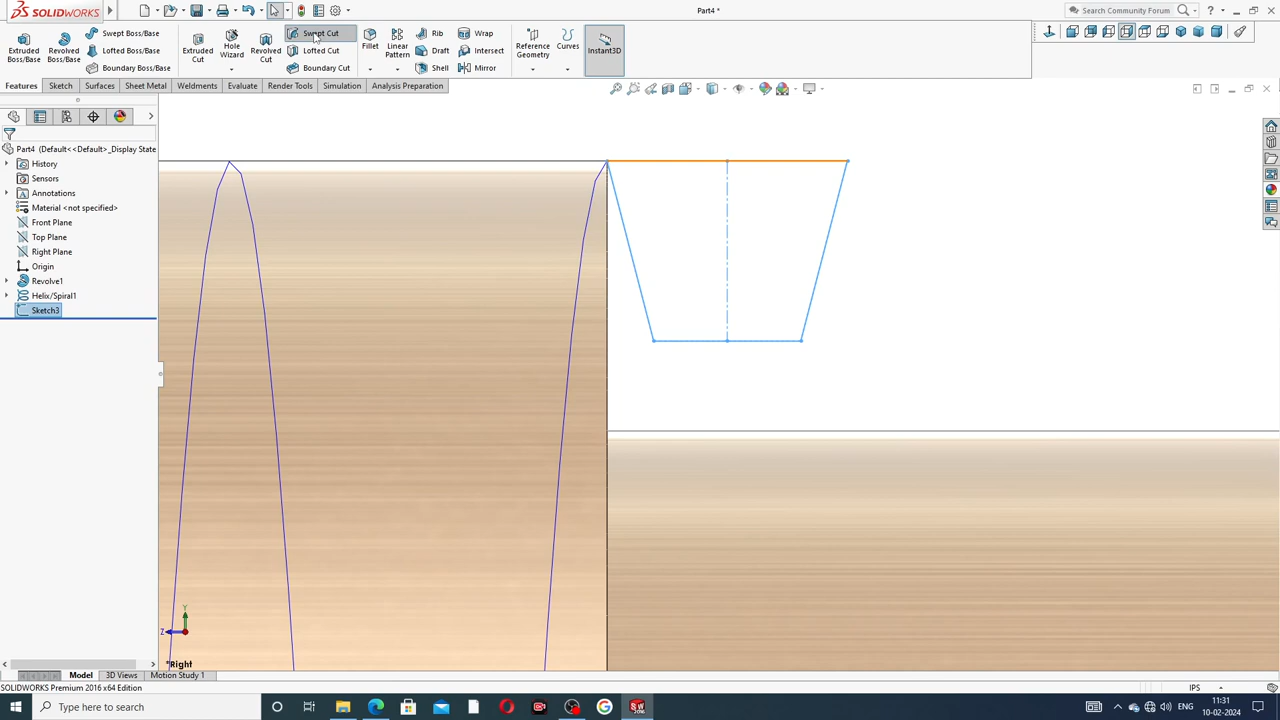 SOLIDWORKS
Part4 *
Search Community Forum
Extruded Boss/Base
Revolved Boss/Base
Swept Boss/Base
Lofted Boss/Base
Boundary Boss/Base
Extruded Cut
Hole Wizard
Revolved Cut
Swept Cut
Lofted Cut
Boundary Cut
Fillet
Linear Pattern
Rib
Draft
Shell
Wrap
Intersect
Mirror
Reference Geometry
Curves
Instant3D
Features Sketch Surfaces Sheet Metal Weldments Evaluate Render Tools Simulation Analysis Preparation
Part4 (Default<<Default>_Display State
History
Sensors
Annotations
Material <not specified>
Front Plane
Top Plane
Right Plane
Origin
Revolve1
Helix/Spiral1
Sketch3
Y
Z
*Right
Model 3D Views Motion Study 1
SOLIDWORKS Premium 2016 x64 Edition
IPS
Type here to search
ENG
11:31
10-02-2024